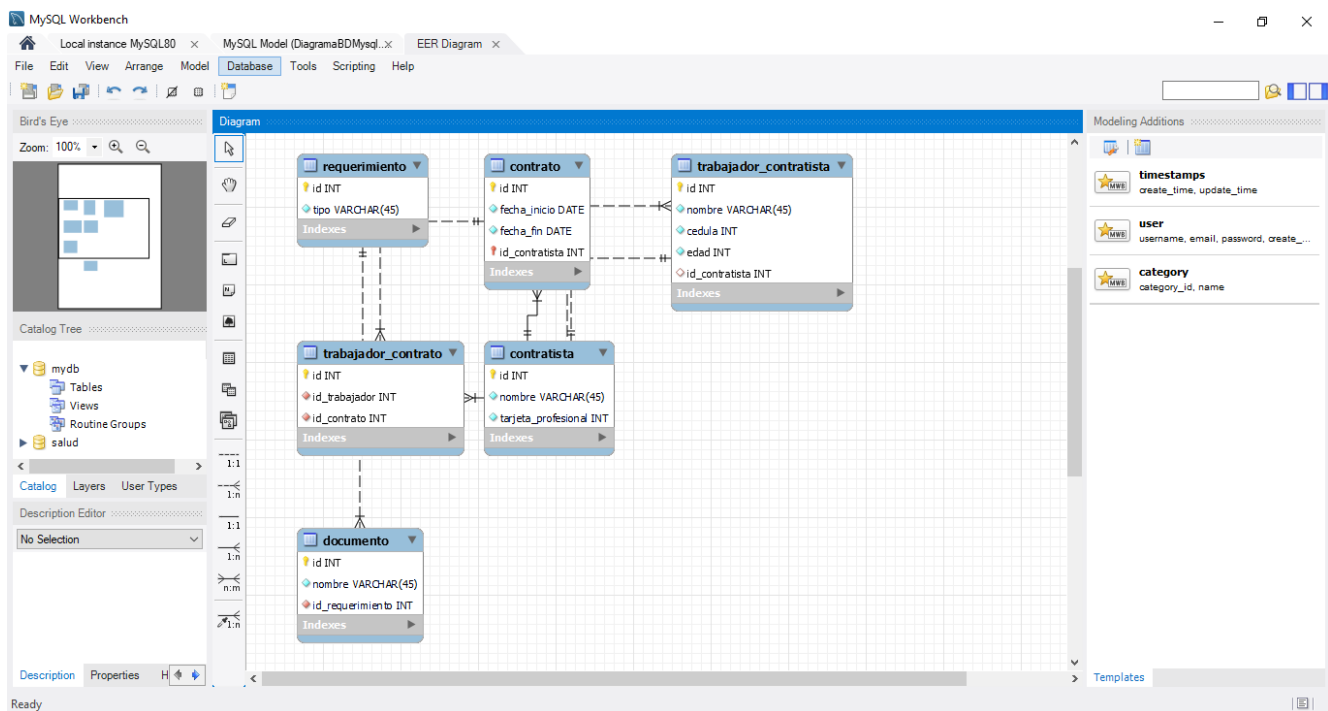 MySQL Workbench
Local instance MySQL80 ×
MySQL Model (DiagramaBDMysql..×
EER Diagram ×
File Edit View Arrange Model Database Tools Scripting Help
Bird's Eye
Zoom: 100%
Catalog Tree
mydb
Tables
Views
Routine Groups
salud
Catalog Layers User Types
Description Editor
No Selection
Description Properties H
Ready
Diagram
1:1
1:n
1:1
1:n
n:m
1:n
requerimiento
id INT
tipo VARCHAR(45)
Indexes
contrato
id INT
fecha_inicio DATE
fecha_fin DATE
id_contratista INT
Indexes
trabajador_contratista
id INT
nombre VARCHAR(45)
cedula INT
edad INT
id_contratista INT
Indexes
trabajador_contrato
id INT
id_trabajador INT
id_contrato INT
Indexes
contratista
id INT
nombre VARCHAR(45)
tarjeta_profesional INT
Indexes
documento
id INT
nombre VARCHAR(45)
id_requerimiento INT
Indexes
Modeling Additions
MWB
timestamps
create_time, update_time
MWB
user
username, email, password, create_...
MWB
category
category_id, name
Templates